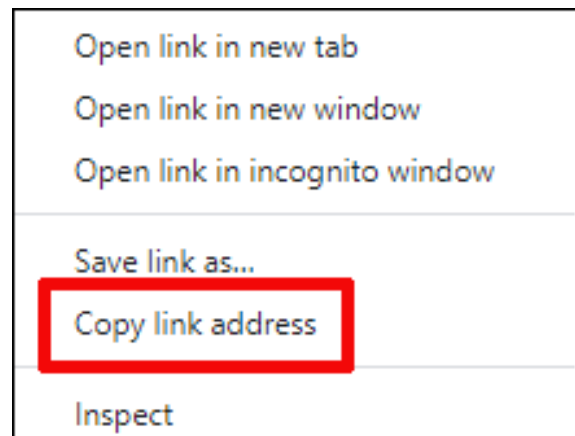 Open link in new tab
Open link in new window
Open link in incognito window
Save link as...
Copy link address
Inspect